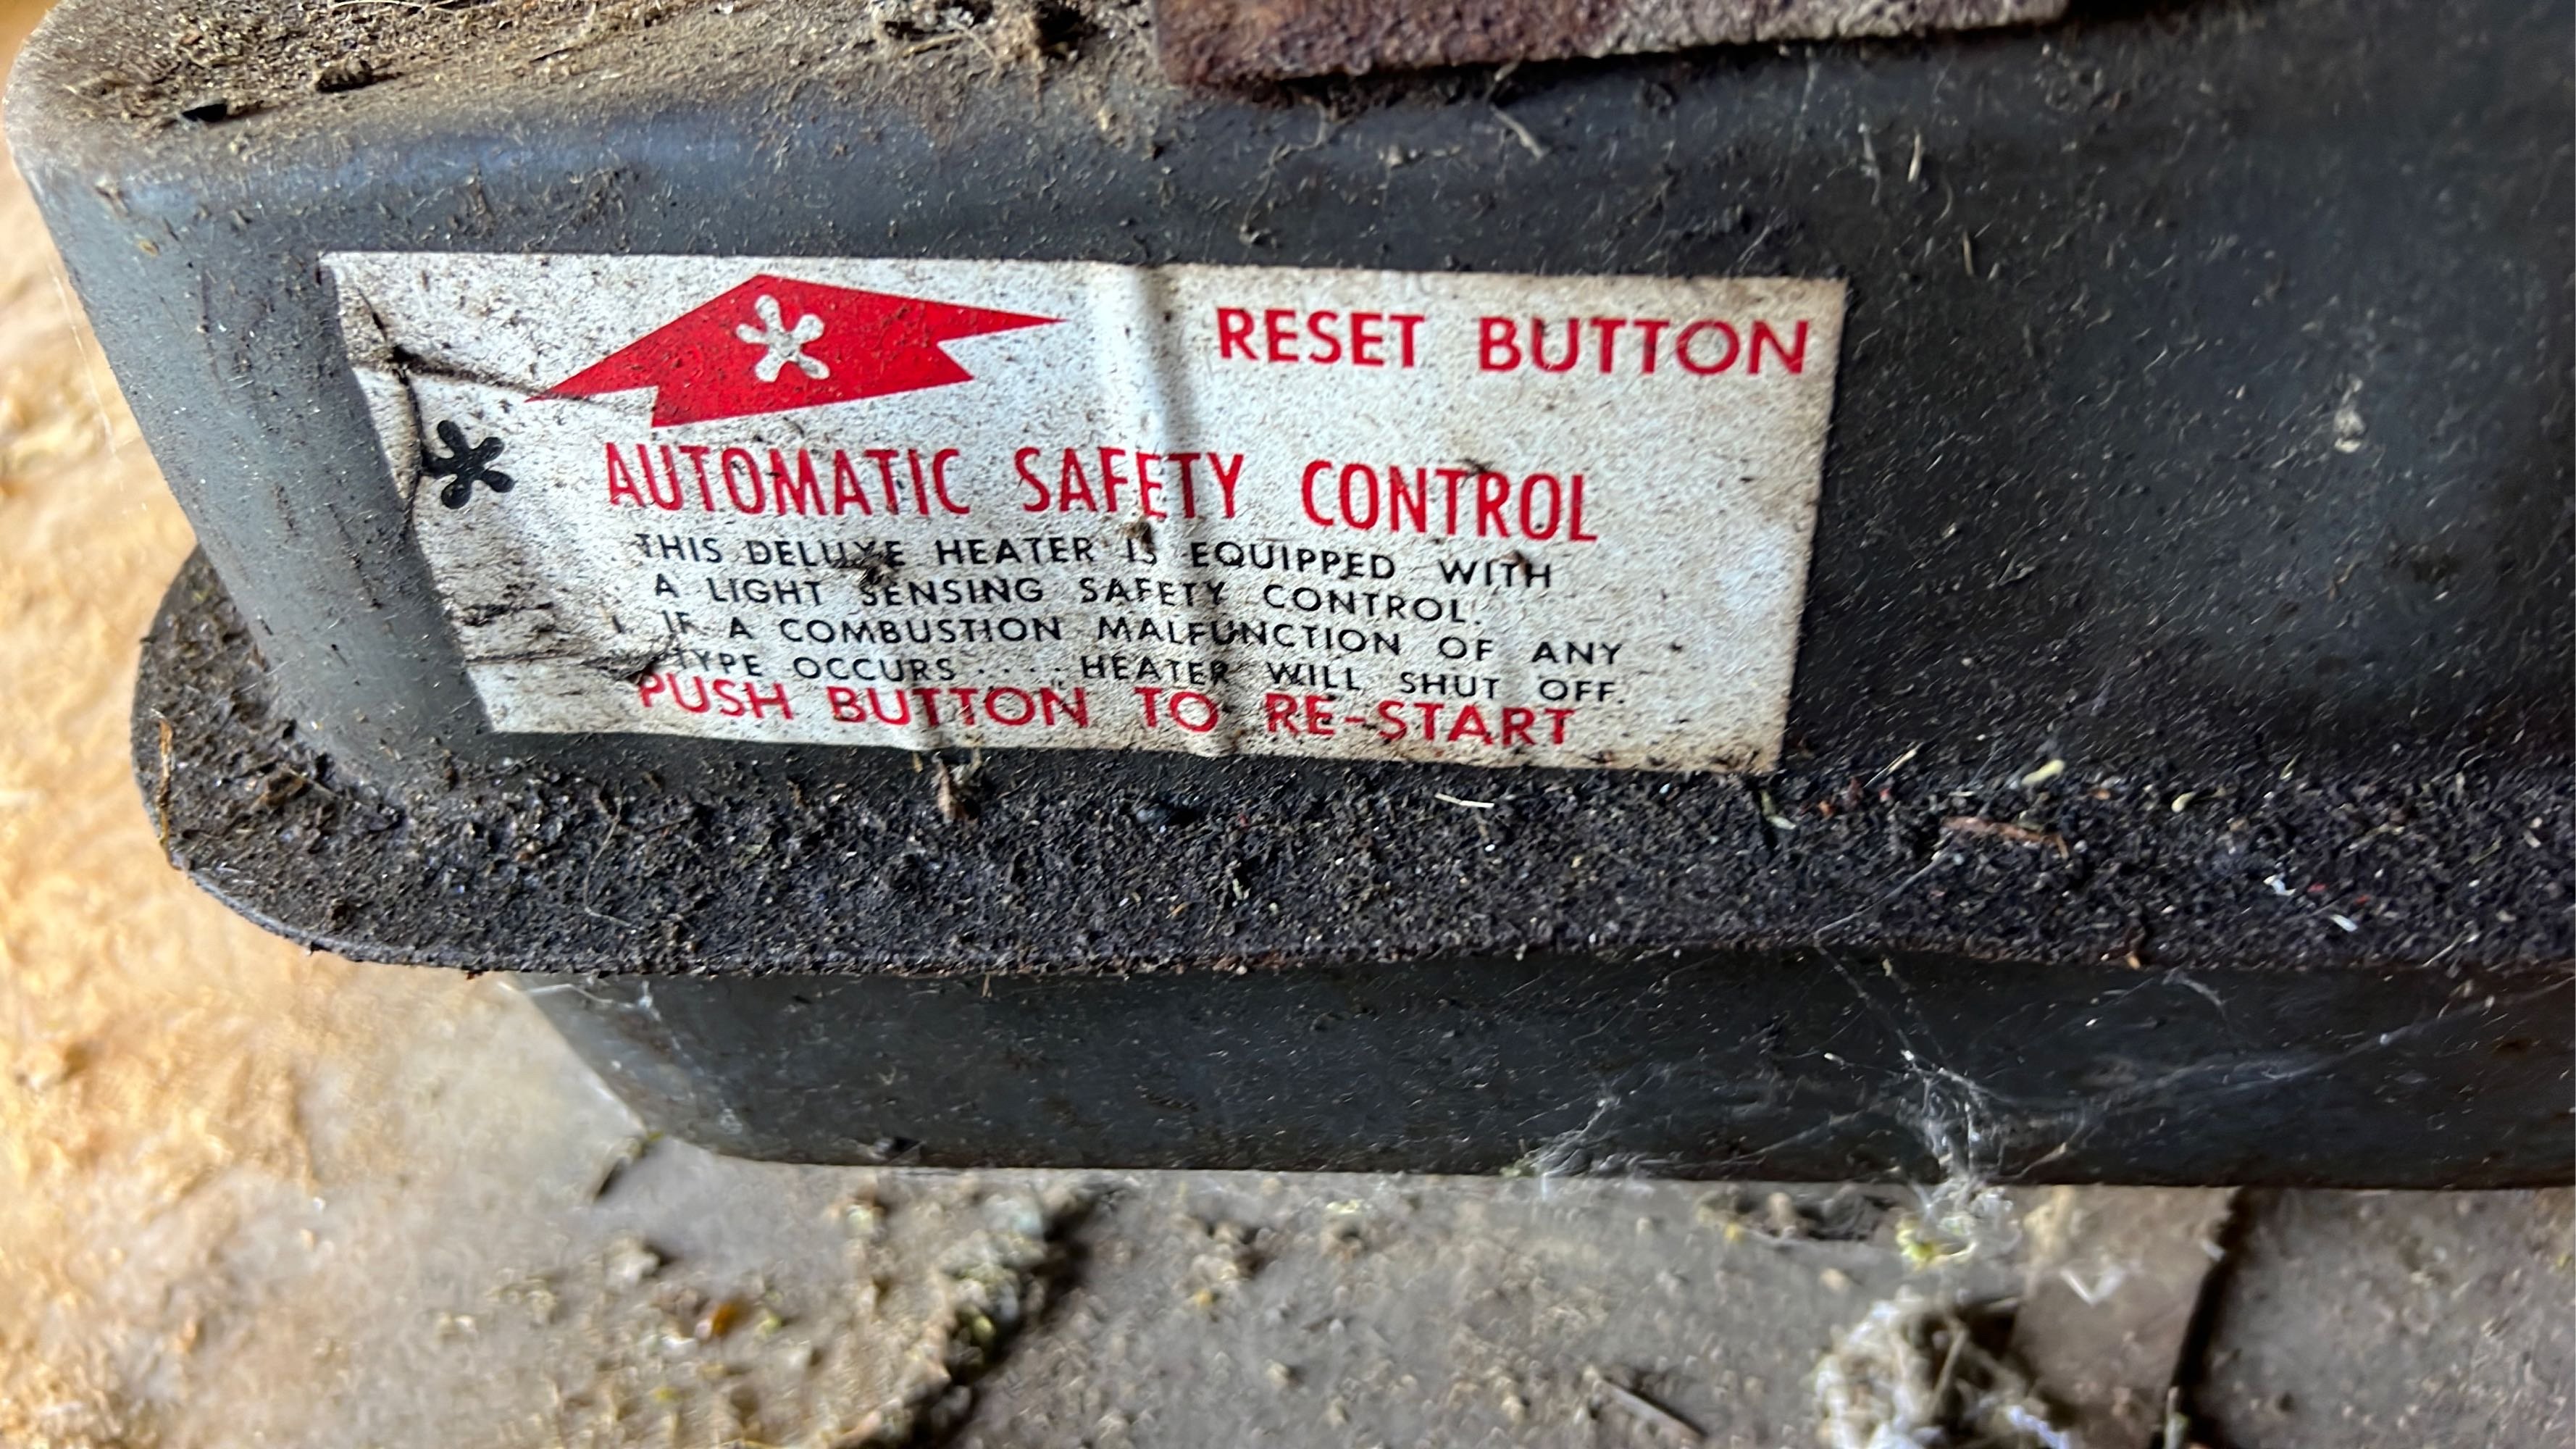 RESET BUTTON
AUTOMATIC SAFETY CONTROL
THIS DELUXE HEATER IS EQUIPPED WITH
A LIGHT SENSING SAFETY CONTROL.
IF A COMBUSTION MALFUNCTION OF ANY
TYPE OCCURS .... HEATER WILL SHUT OFF.
PUSH BUTTON TO RE-START